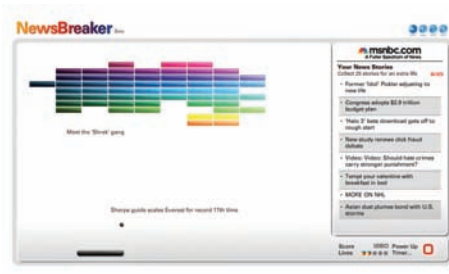 NewsBreaker Beta
msnbc.com
A Fuller Spectrum of News
Your News Stories
Collect 25 stories for an extra life
Former 'Idol' Pickler adjusting to
new life
Congress adopts $2.9 trillion
budget plan
'Halo 3' beta download gets off to
rough start
New study renews click fraud
debate
Video: Video: Should hate crimes
carry stronger punishment?
Tempt your valentine with
breakfast in bed
MORE ON NHL
Asian dust plumes bond with U.S.
storms
Meet the 'Shrek' gang
Sherpa guide scales Everest for record 17th time
Score Power Up
Lives Timer...